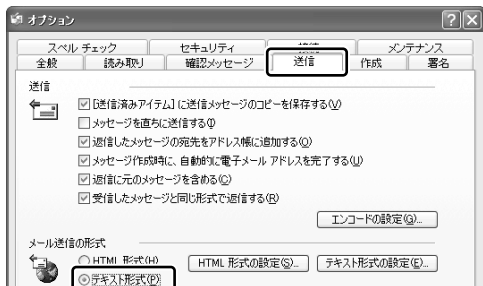 オプション
スペル チェック セキュリティ メンテナンス
全般 読み取り 確認メッセージ 送信 作成 署名
送信
[送信済みアイテム] に送信メッセージのコピーを保存する(V)
メッセージを直ちに送信する(I)
返信したメッセージの宛先をアドレス帳に追加する(O)
メッセージ作成時に、自動的に電子メール アドレスを完了する(U)
返信に元のメッセージを含める(C)
受信したメッセージと同じ形式で返信する(R)
エンコードの設定(G)...
メール送信の形式
HTML 形式(H) HTML 形式の設定(S)... テキスト形式の設定(E)...
テキスト形式(P)